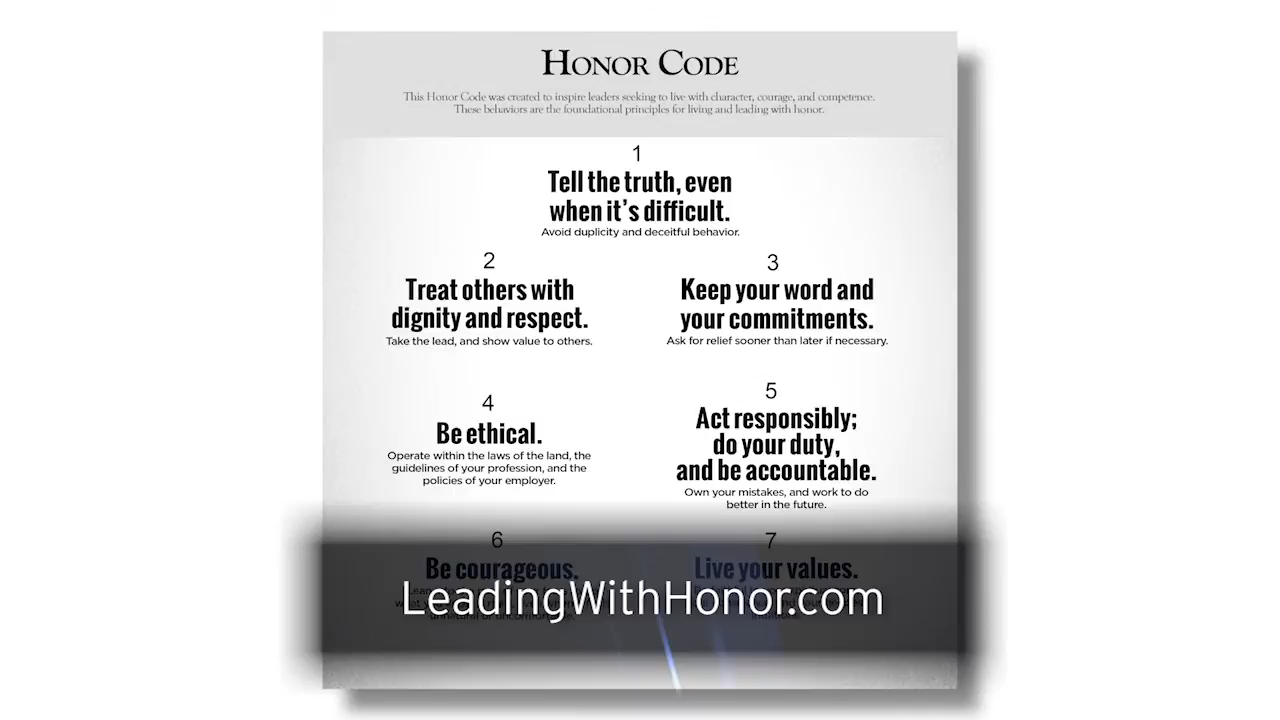 HONOR CODE
This Honor Code was created to inspire leaders seeking to live with character, courage, and competence.
These behaviors are the foundational principles for living and leading with honor.
1
Tell the truth, even
when it's difficult.
Avoid duplicity and deceitful behavior.
2
Treat others with
dignity and respect.
Take the lead, and show value to others.
3
Keep your word and
your commitments.
Ask for relief sooner than later if necessary.
4
Be ethical.
Operate within the laws of the land, the
guidelines of your profession, and the
policies of your employer.
5
Act responsibly;
do your duty,
and be accountable.
Own your mistakes, and work to do
better in the future.
6
Be courageous.
unnatural or uncomfortable.
7
Live your values.
LeadingWithHonor.com